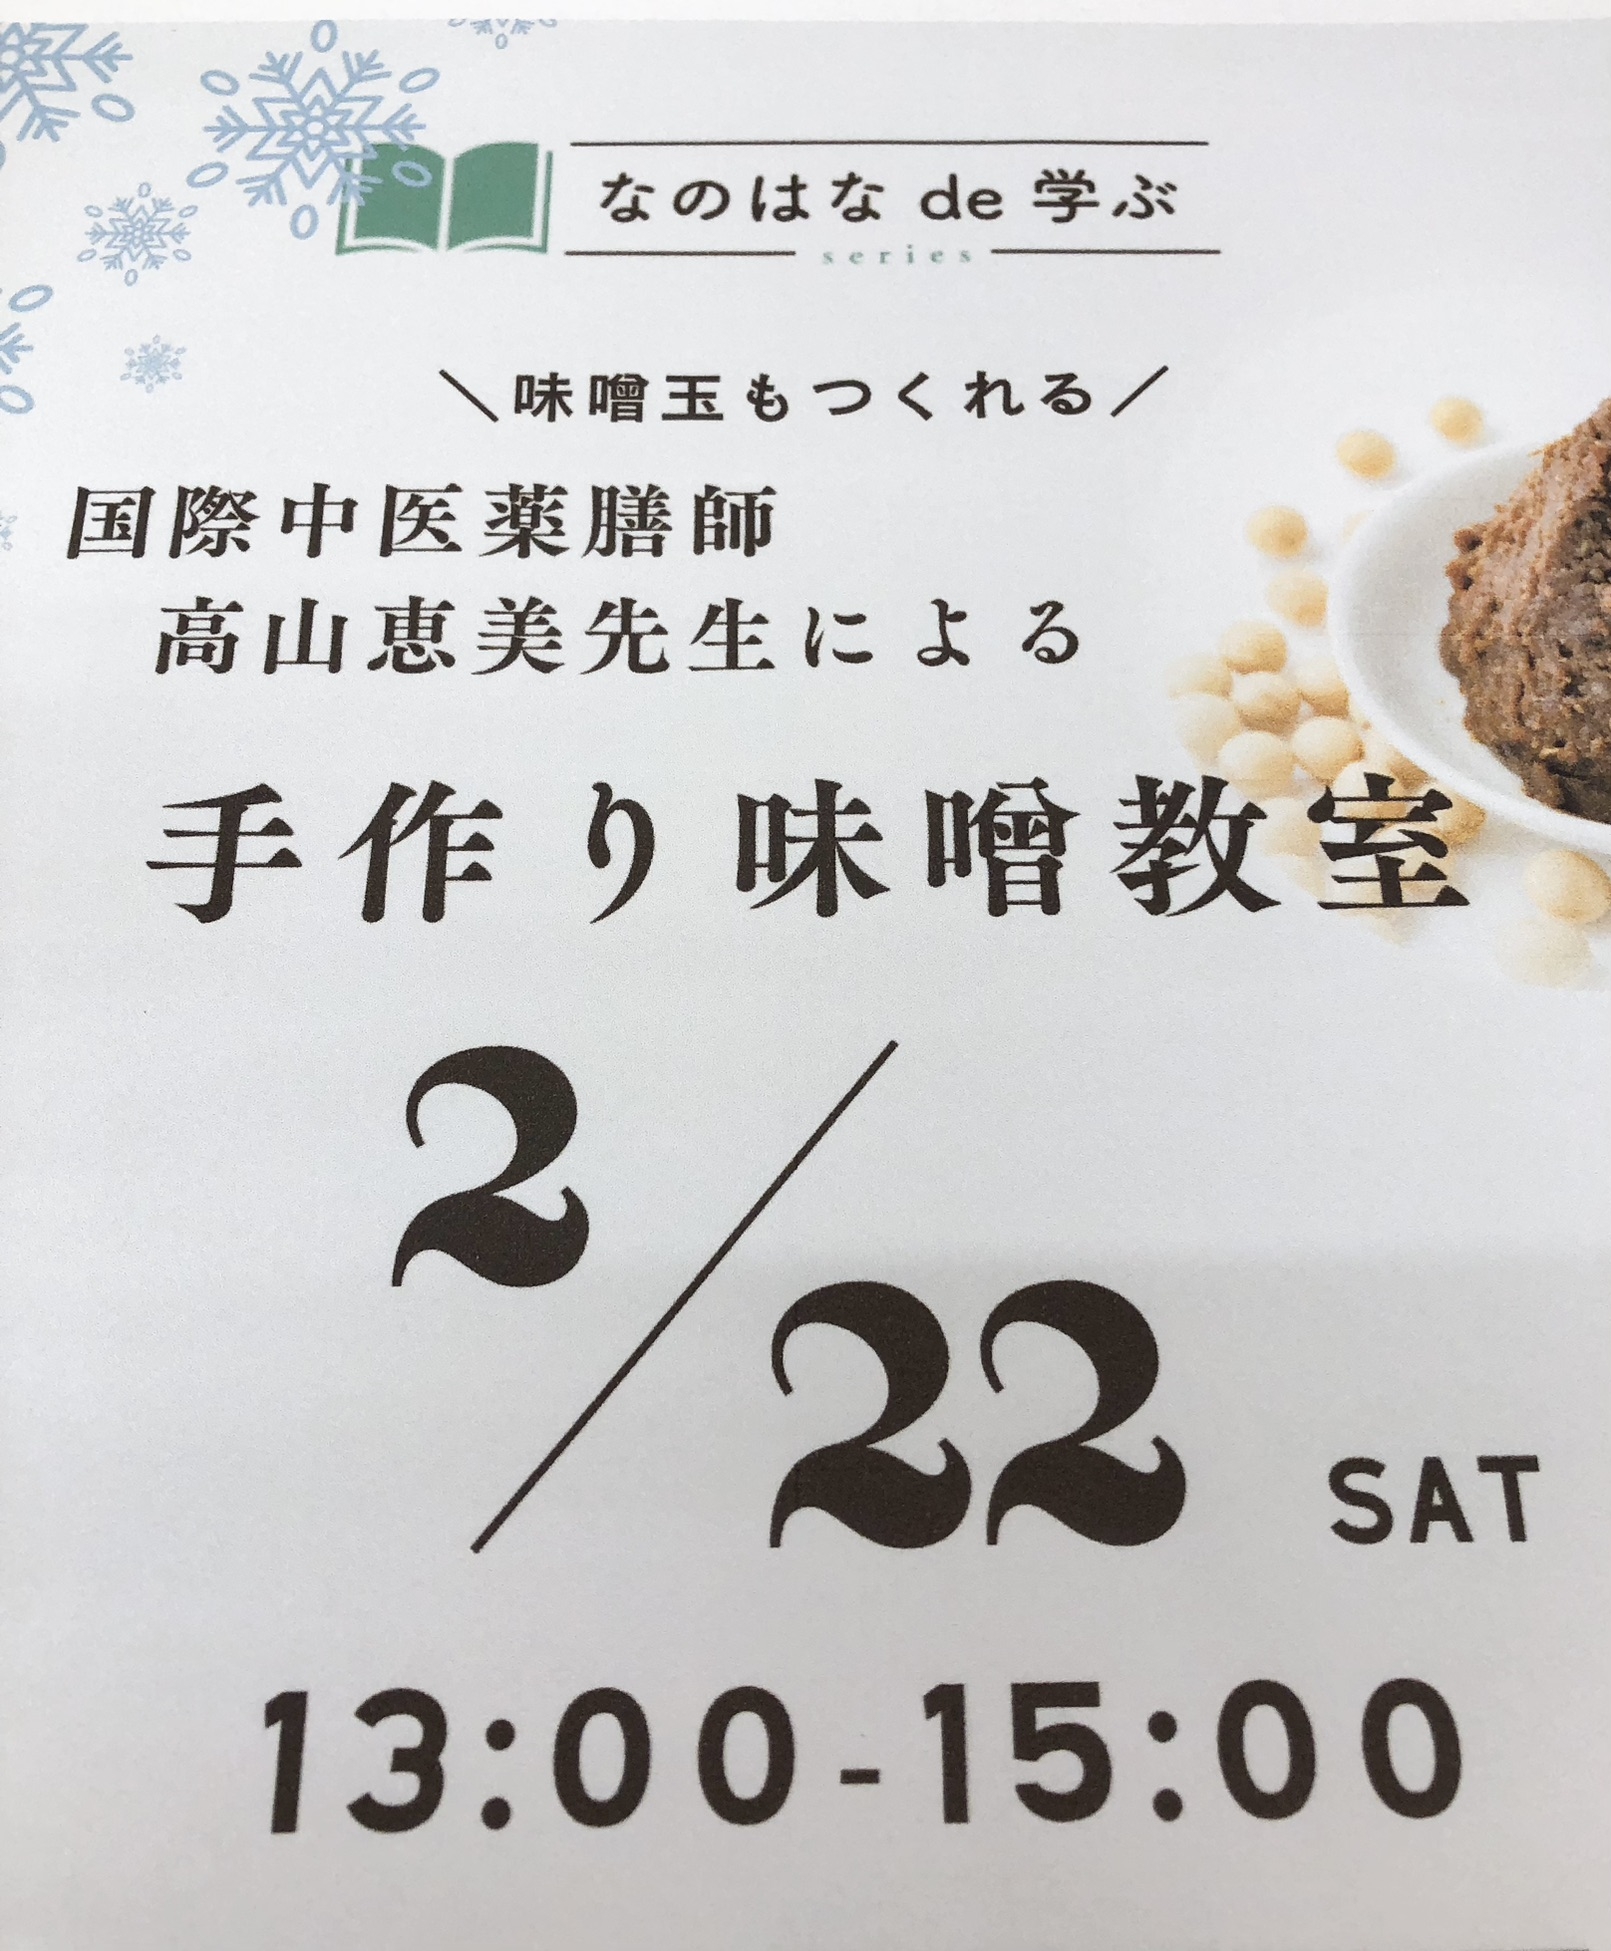 なのはな de 学ぶ
series
＼味噌玉もつくれる／
国際中医薬膳師
高山恵美先生による
手作り味噌教室
2/22 SAT
13:00-15:00